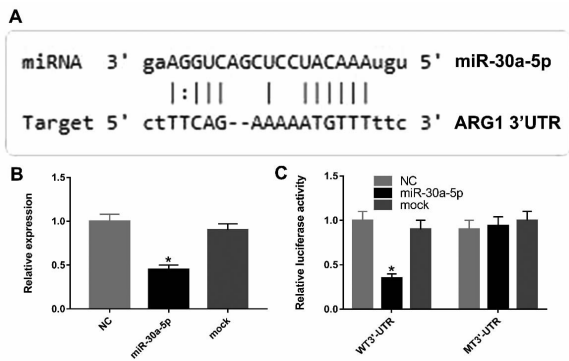 A
miRNA 3' gaAGGUCAGCUCCUACAAAugu 5' miR-30a-5p
|:||| | ||||||
Target 5' ctTTCAG--AAAAATGTTTttc 3' ARG1 3'UTR
B
Relative expression
1.5
1.0
0.5
0.0
*
NC
miR-30a-5p
mock
C
Relative luciferase activity
1.5
1.0
0.5
0.0
NC
miR-30a-5p
mock
*
WT3'-UTR
MT3'-UTR